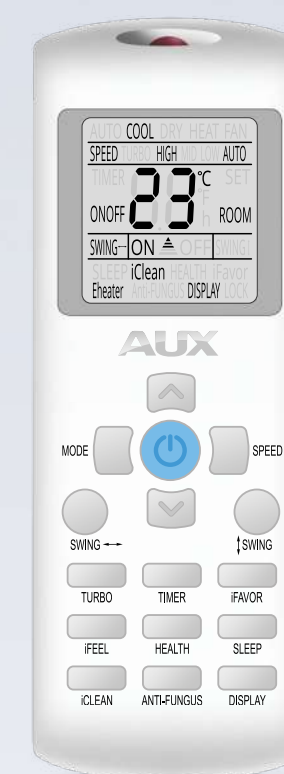 AUTO COOL DRY HEAT FAN
SPEED TURBO HIGH MID LOW AUTO
TIMER 23 °C °F h SET
ONOFF ROOM
SWING ON OFF SWING
SLEEP iClean HEALTH iFavor
Eheater Anti-FUNGUS DISPLAY LOCK
AUX
MODE SPEED
SWING ↔ ↕ SWING
TURBO TIMER iFAVOR
iFEEL HEALTH SLEEP
iCLEAN ANTI-FUNGUS DISPLAY